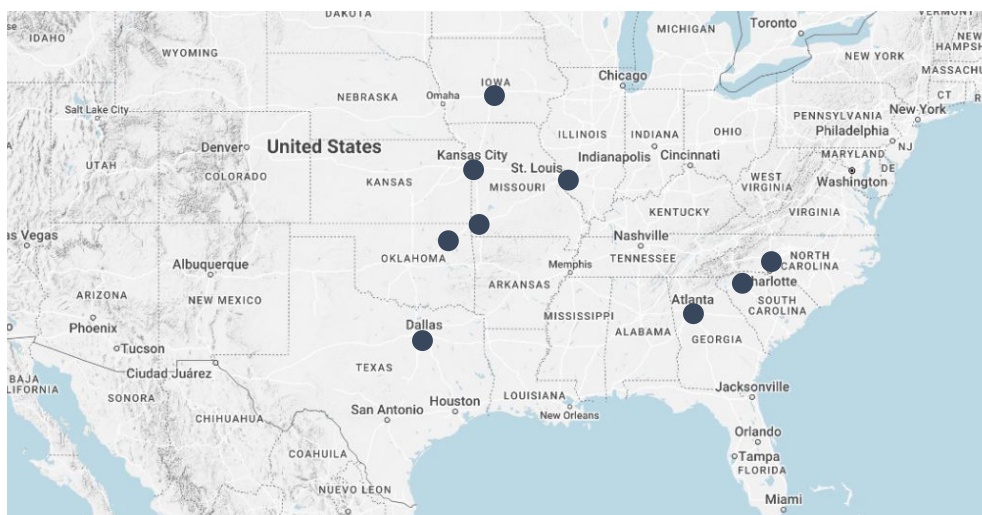 DAKOTA
VERMONT
MICHIGAN
Toronto
IDAHO
WYOMING
IOWA
NEW YORK
NEW
HAMPSH
MASSACHU
Chicago
NEBRASKA
Omaha
CT
R
Salt Lake City
New York
PENNSYLVANIA
Philadelphia
NJ
Denver
United States
ILLINOIS
INDIANA
OHIO
UTAH
COLORADO
KANSAS
Kansas City
St. Louis
MISSOURI
Indianapolis
Cincinnati
MARYLAND
DE
WEST
VIRGINIA
Washington
KENTUCKY
VIRGINIA
as Vegas
Nashville
TENNESSEE
NORTH
CAROLINA
Albuquerque
OKLAHOMA
Memphis
ARKANSAS
harlotte
ARIZONA
NEW MEXICO
Atlanta
SOUTH
CAROLINA
Phoenix
Dallas
MISSISSIPPI
ALABAMA
GEORGIA
Tucson
TEXAS
Ciudad Juárez
BAJA
LIFORNIA
SONORA
LOUISIANA
Jacksonville
San Antonio
Houston
New Orleans
CHIHUAHUA
Orlando
COAHUILA
Tampa
FLORIDA
NUEVO LEON
Miami